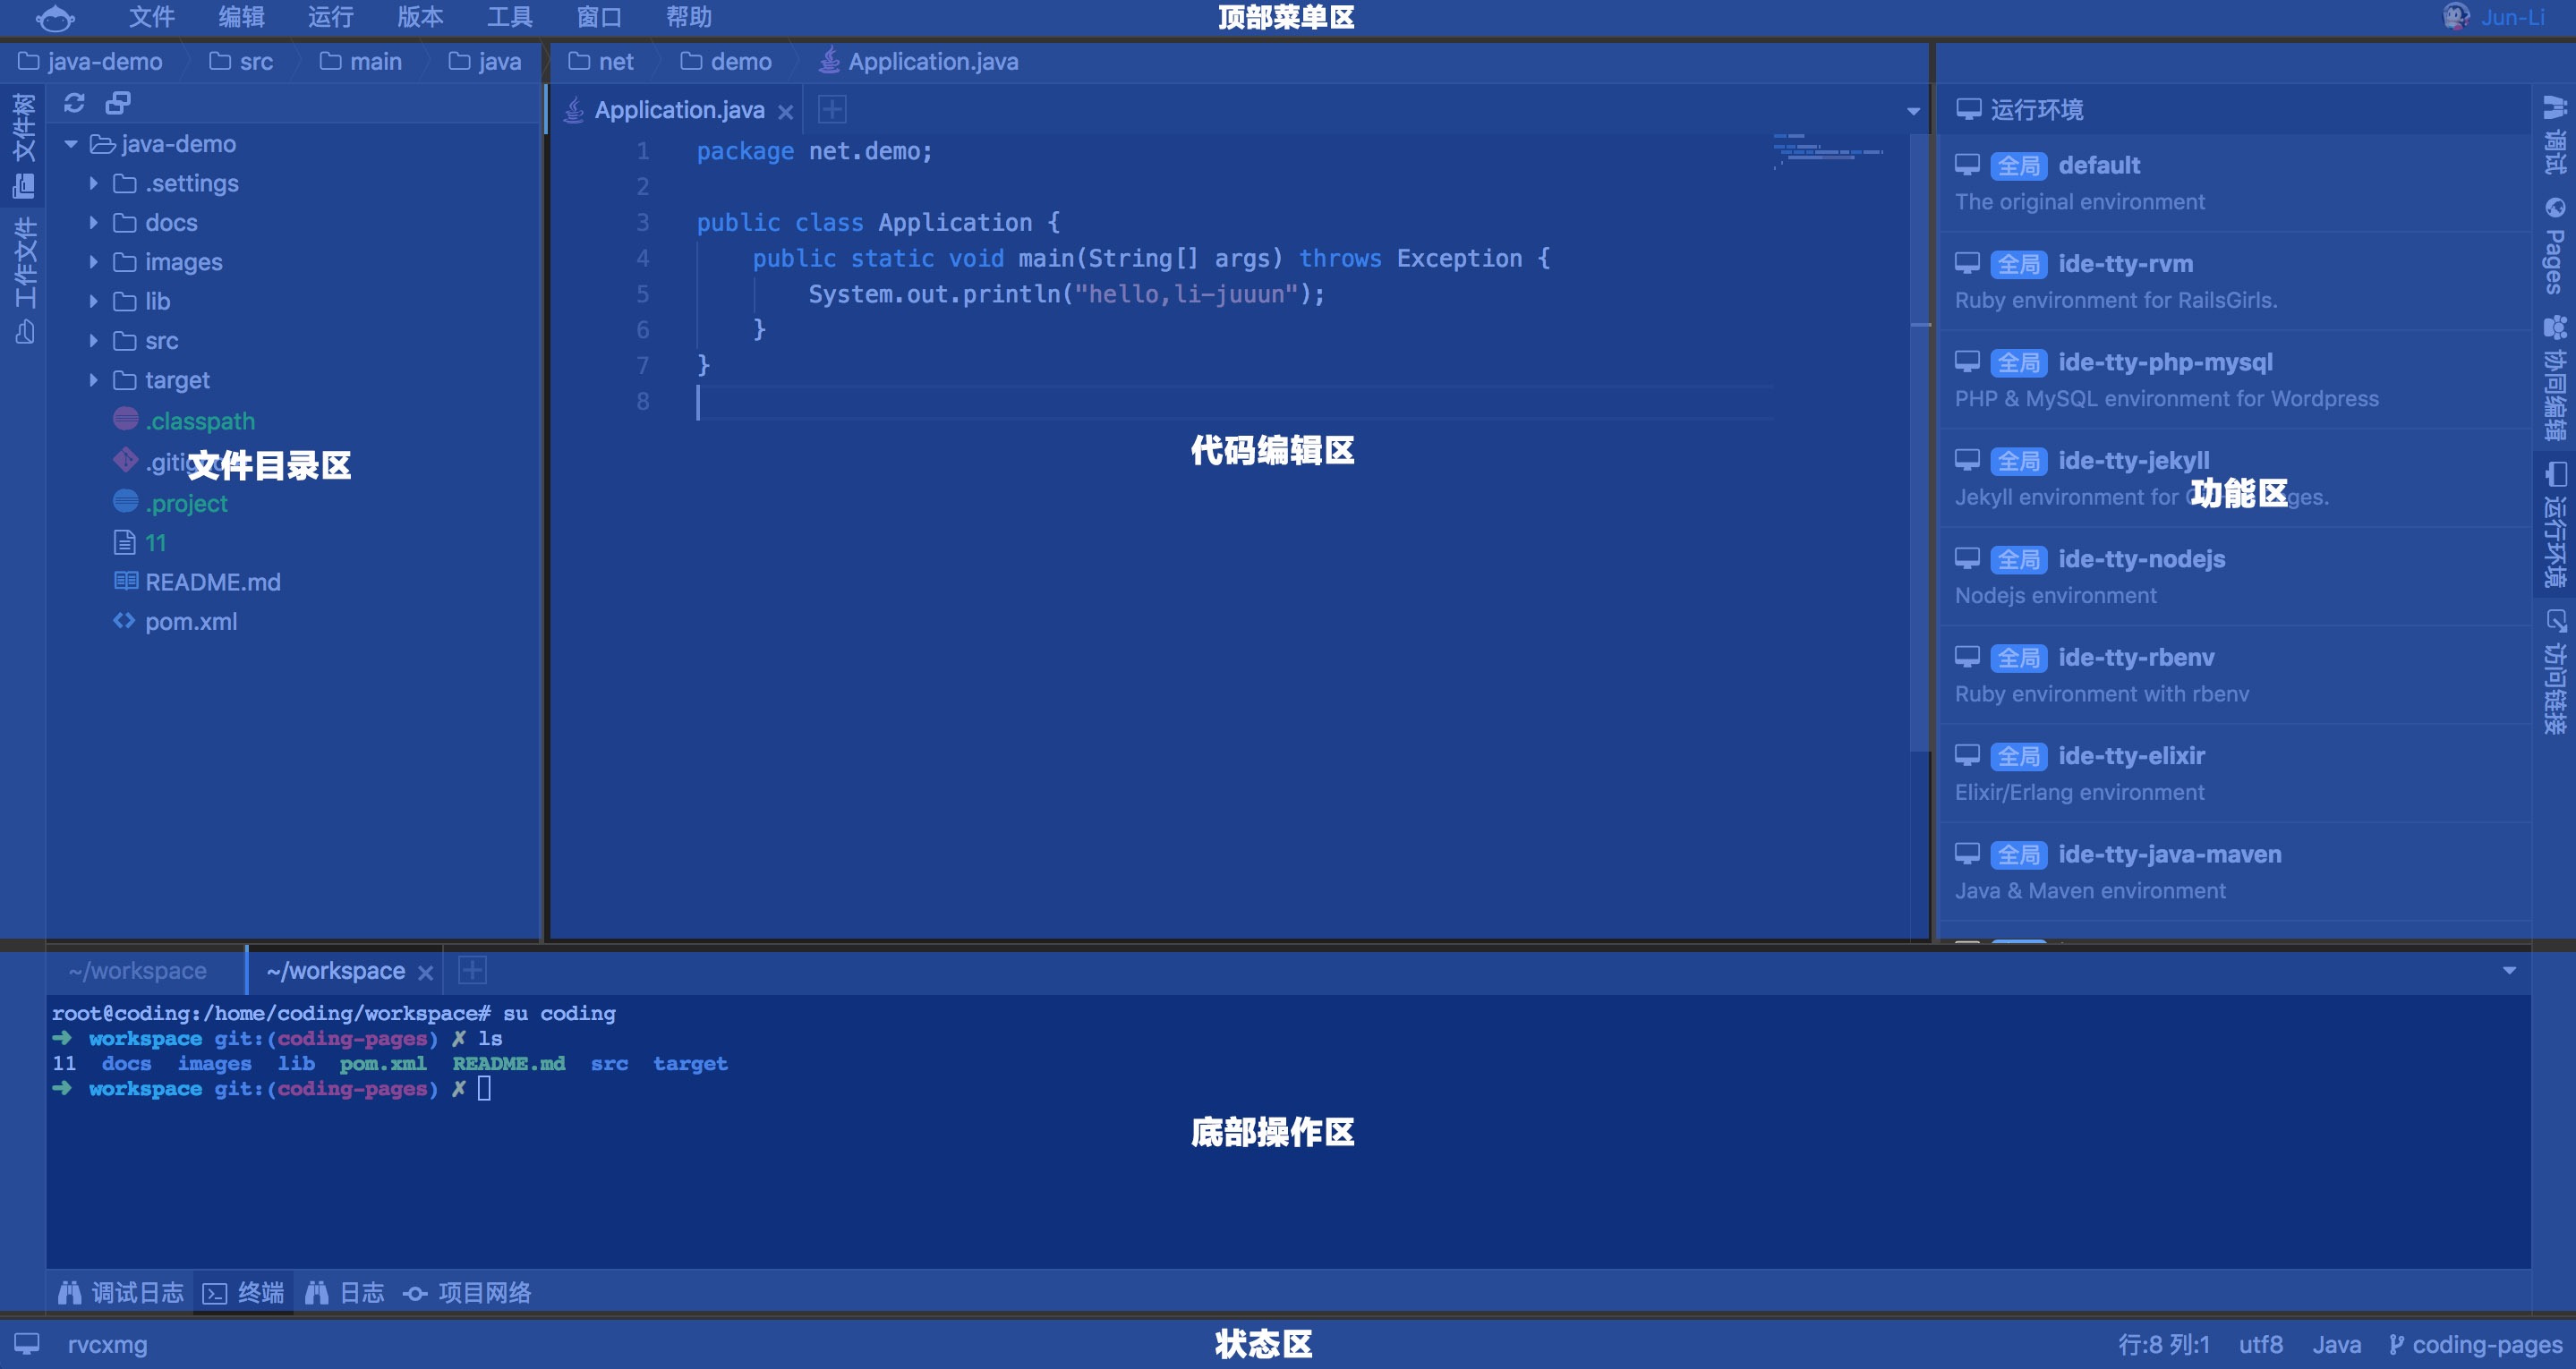 文件 编辑 运行 版本 工具 窗口 帮助 顶部菜单区 Jun-Li
java-demo src main java net demo Application.java
文件树
工作文件
java-demo
.settings
docs
images
lib
src
target
.classpath
文件目录区
.project
11
README.md
pom.xml
Application.java
1 package net.demo;
2
3 public class Application {
4 public static void main(String[] args) throws Exception {
5 System.out.println("hello,li-juuun");
6 }
7 }
8
代码编辑区
运行环境
全局 default
The original environment
全局 ide-tty-rvm
Ruby environment for RailsGirls.
全局 ide-tty-php-mysql
PHP & MySQL environment for Wordpress
全局 ide-tty-jekyll
Jekyll environment for
功能区
全局 ide-tty-nodejs
Nodejs environment
全局 ide-tty-rbenv
Ruby environment with rbenv
全局 ide-tty-elixir
Elixir/Erlang environment
全局 ide-tty-java-maven
Java & Maven environment
调试
Pages
协同编辑
运行环境
访问链接
~/workspace ~/workspace
root@coding:/home/coding/workspace# su coding
➜ workspace git:(coding-pages) ✗ ls
11 docs images lib pom.xml README.md src target
➜ workspace git:(coding-pages) ✗
底部操作区
调试日志 终端 日志 项目网络
rvcxmg 状态区 行:8 列:1 utf8 Java coding-pages